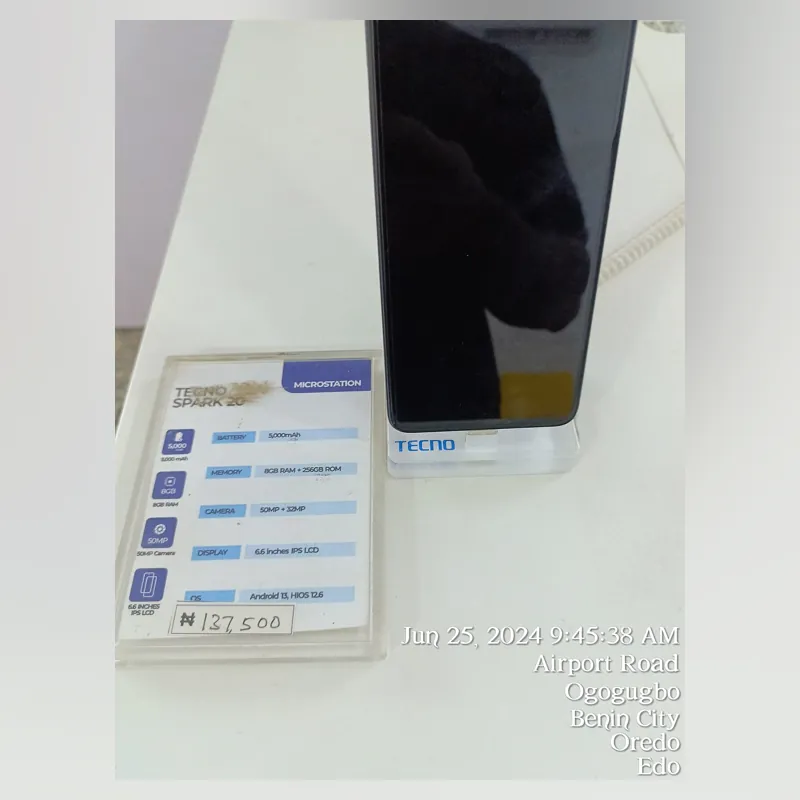 MICROSTATION
TECNO
SPARK 20
5,000
5,000 mAh
BATTERY 5,000mAh
8GB
8GB RAM
MEMORY 8GB RAM + 256GB ROM
50MP
50MP Camera
CAMERA 50MP + 32MP
6.6 INCHES
IPS LCD
DISPLAY 6.6 Inches IPS LCD
OS Android 13, HIOS 12.6
₦ 137,500
TECNO
Jun 25, 2024 9:45:38 AM
Airport Road
Ogogugbo
Benin City
Oredo
Edo